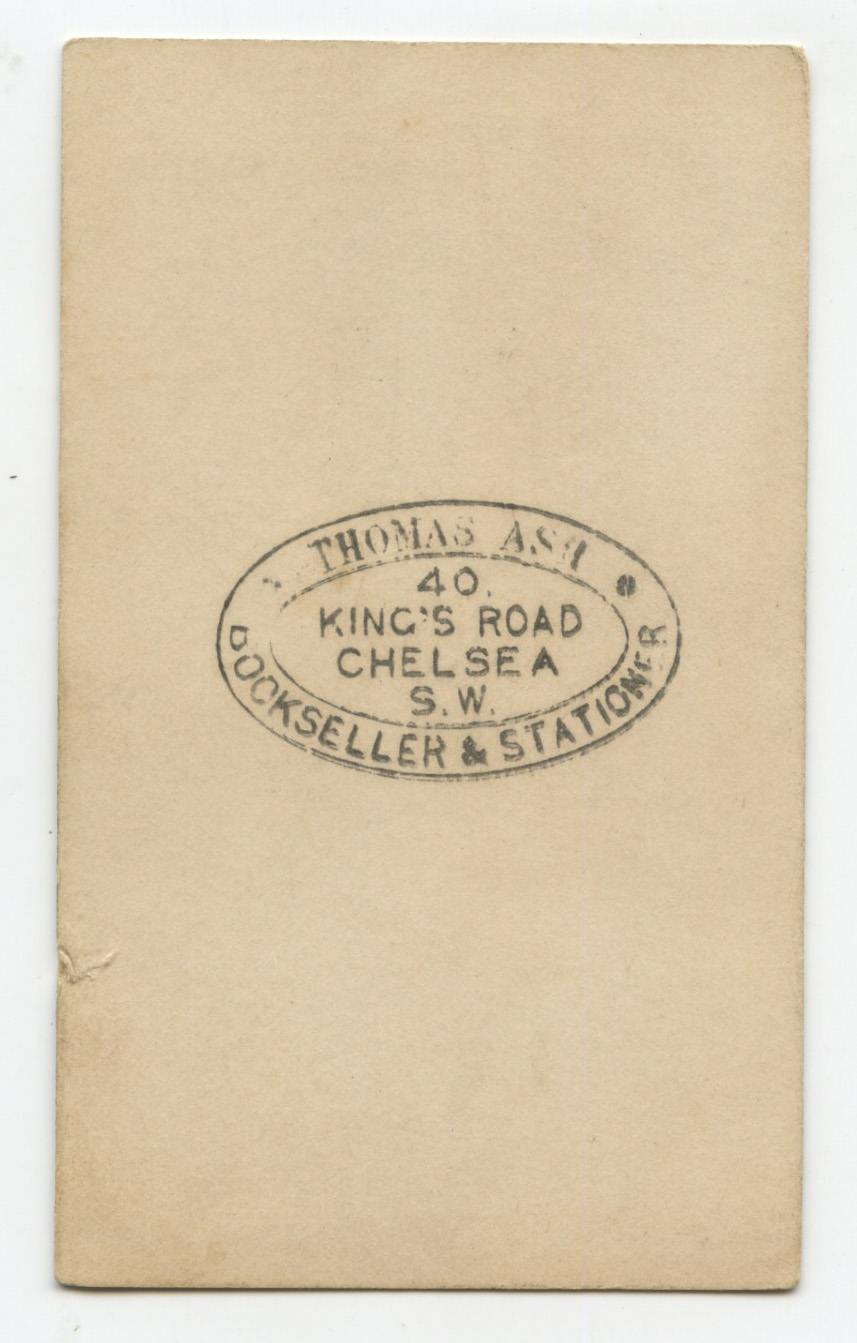 THOMAS ASH
40.
KING'S ROAD
CHELSEA
S.W.
BOOKSELLER & STATIONER